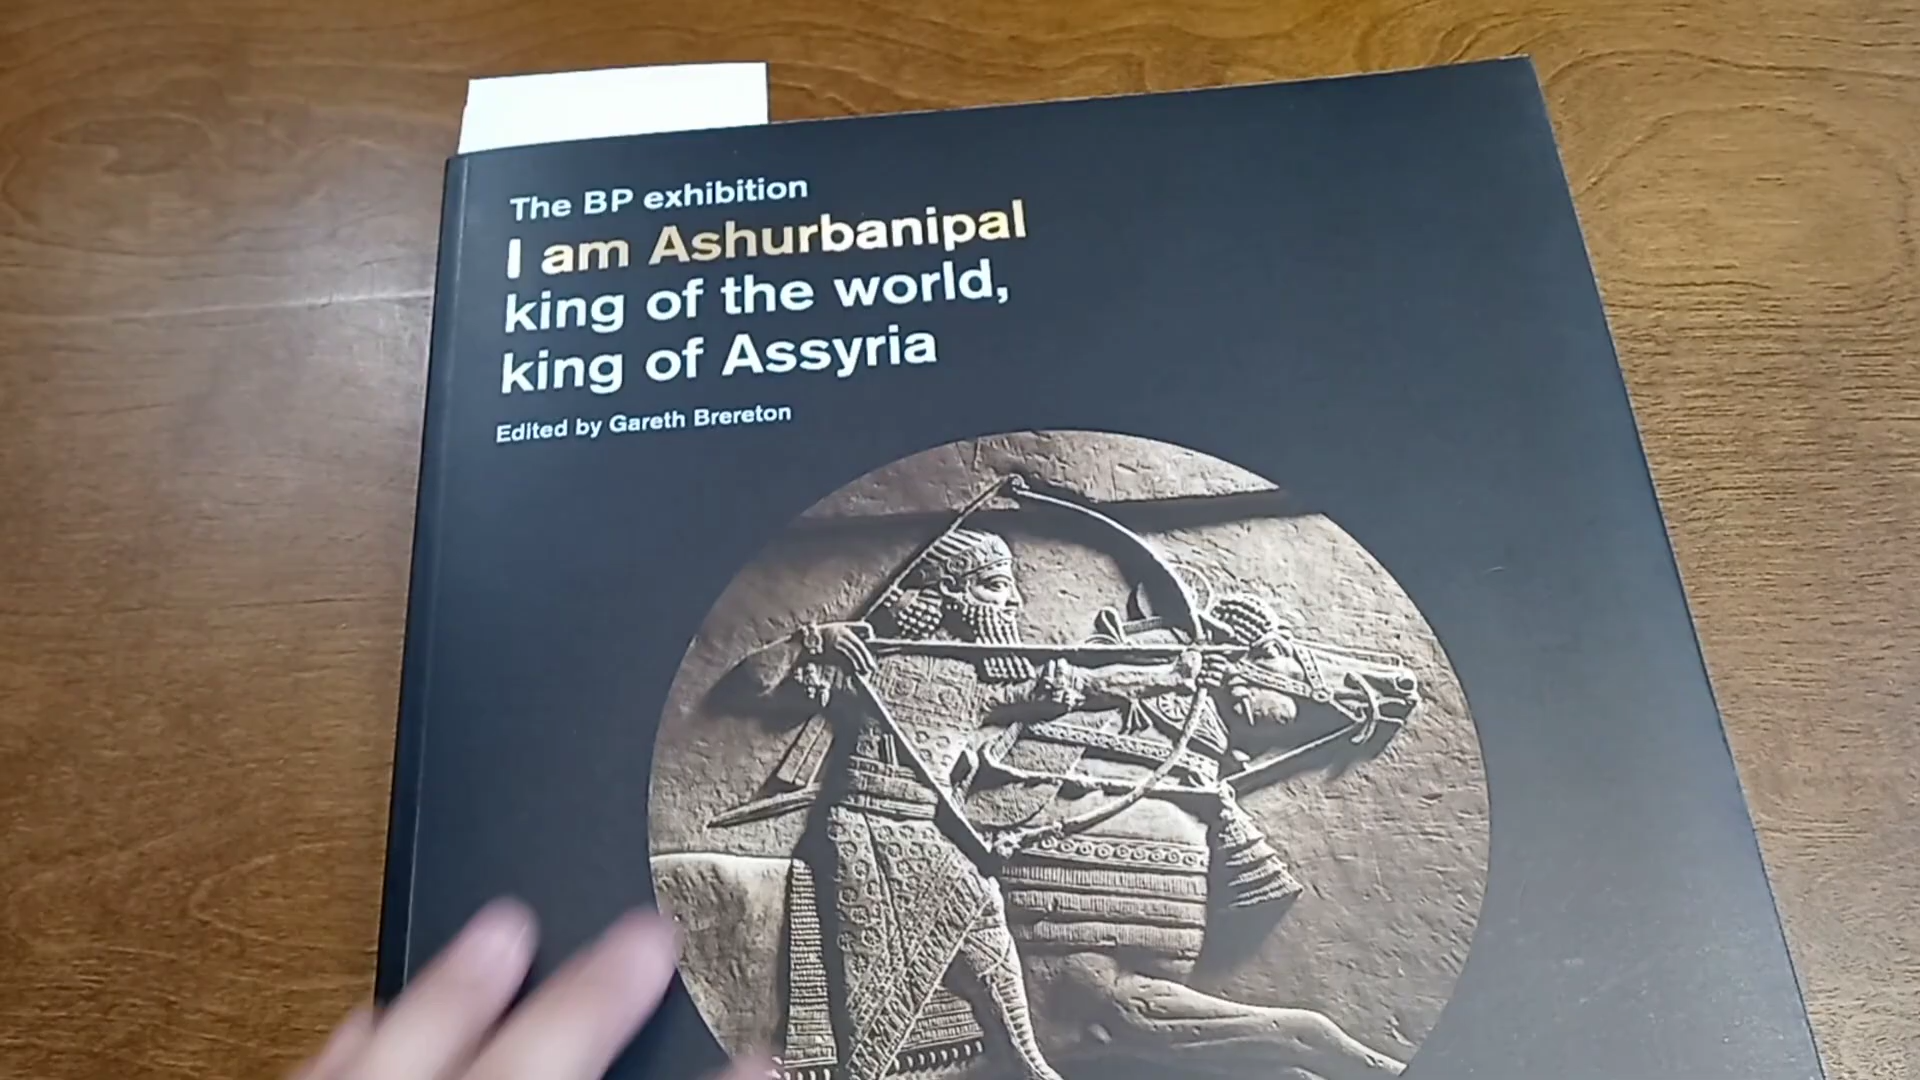 The BP exhibition
I am Ashurbanipal
king of the world,
king of Assyria
Edited by Gareth Brereton